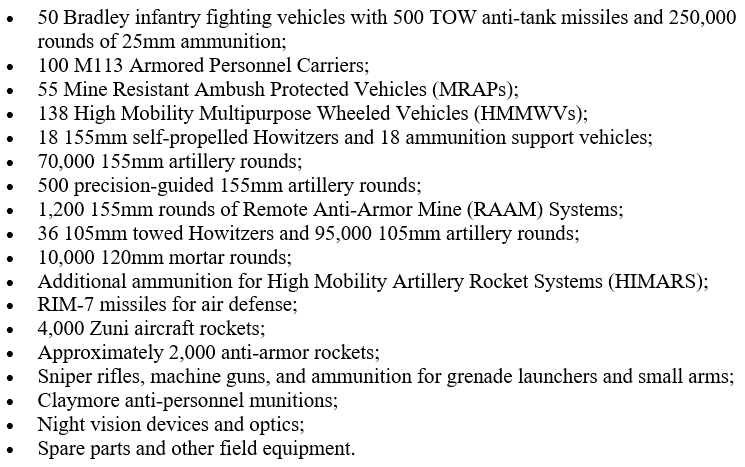 • 50 Bradley infantry fighting vehicles with 500 TOW anti-tank missiles and 250,000
rounds of 25mm ammunition;
• 100 M113 Armored Personnel Carriers;
• 55 Mine Resistant Ambush Protected Vehicles (MRAPs);
• 138 High Mobility Multipurpose Wheeled Vehicles (HMMWVs);
• 18 155mm self-propelled Howitzers and 18 ammunition support vehicles;
• 70,000 155mm artillery rounds;
• 500 precision-guided 155mm artillery rounds;
• 1,200 155mm rounds of Remote Anti-Armor Mine (RAAM) Systems;
• 36 105mm towed Howitzers and 95,000 105mm artillery rounds;
• 10,000 120mm mortar rounds;
• Additional ammunition for High Mobility Artillery Rocket Systems (HIMARS);
• RIM-7 missiles for air defense;
• 4,000 Zuni aircraft rockets;
• Approximately 2,000 anti-armor rockets;
• Sniper rifles, machine guns, and ammunition for grenade launchers and small arms;
• Claymore anti-personnel munitions;
• Night vision devices and optics;
• Spare parts and other field equipment.